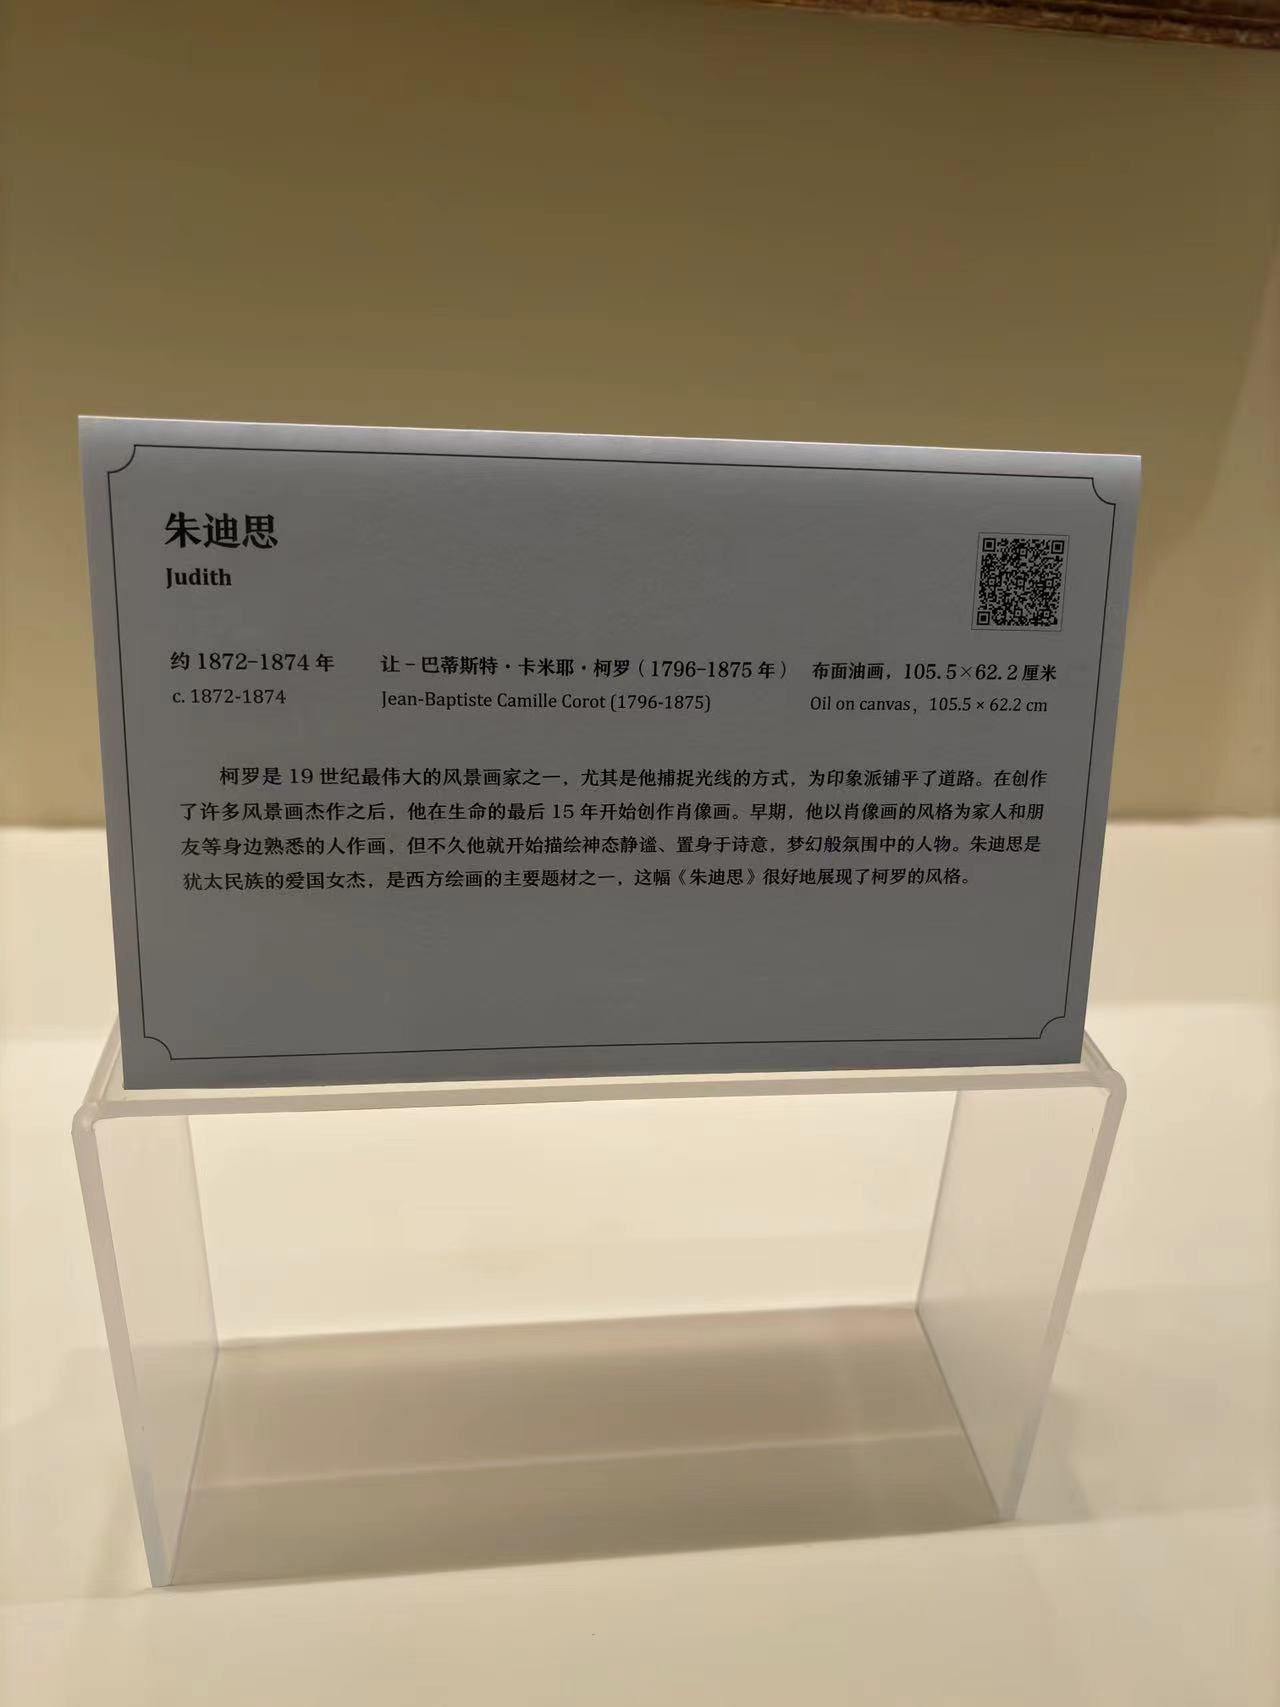 朱迪思
Judith
约 1872-1874 年
c. 1872-1874
让-巴蒂斯特·卡米耶·柯罗（1796-1875 年）
Jean-Baptiste Camille Corot (1796-1875)
布面油画，105.5×62.2 厘米
Oil on canvas，105.5 × 62.2 cm
柯罗是 19 世纪最伟大的风景画家之一，尤其是他捕捉光线的方式，为印象派铺平了道路。在创作
了许多风景画杰作之后，他在生命的最后 15 年开始创作肖像画。早期，他以肖像画的风格为家人和朋
友等身边熟悉的人作画，但不久他就开始描绘神态静谧、置身于诗意，梦幻般氛围中的人物。朱迪思是
犹太民族的爱国女杰，是西方绘画的主要题材之一，这幅《朱迪思》很好地展现了柯罗的风格。